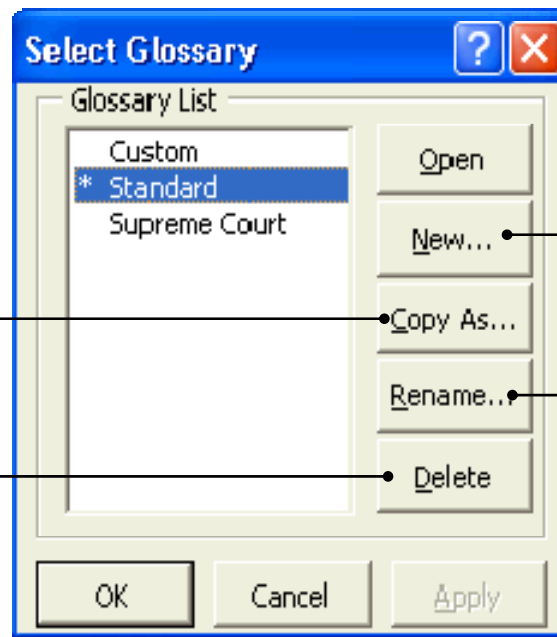 Select Glossary
?
Glossary List
Custom
* Standard
Supreme Court
Open
New...
Copy As...
Rename...
Delete
OK
Cancel
Apply